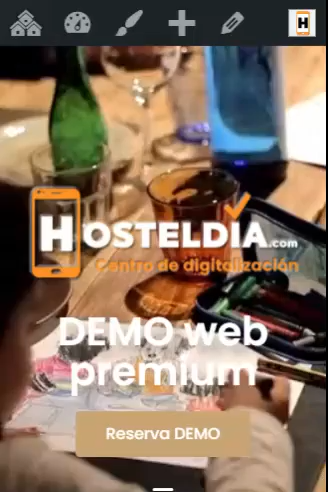 H
HOSTELDIA.com
Centro de digitalización
DEMO web
premium
Reserva DEMO